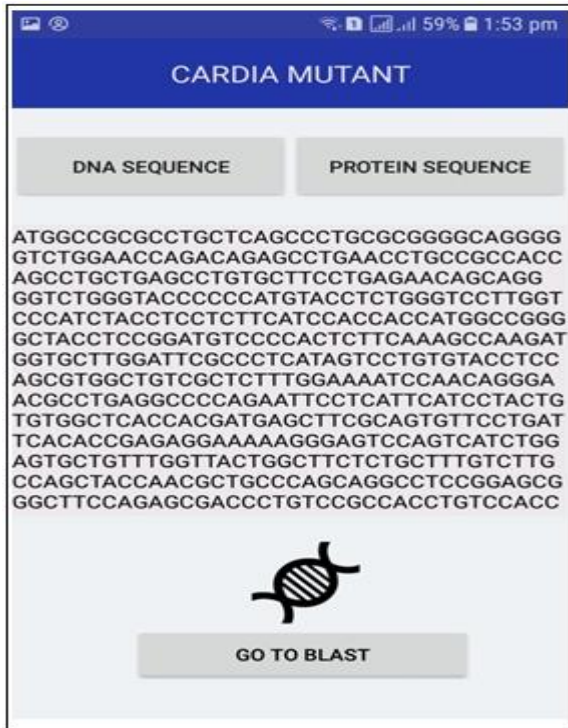 59% 1:53 pm
CARDIA MUTANT
DNA SEQUENCE PROTEIN SEQUENCE
ATGGCCGCGCCTGCTCAGCCCTGCGCGGGGCAGGGG
GTCTGGAACCAGACAGAGCCTGAACCTGCCGCCACC
AGCCTGCTGAGCCTGTGCTTCCTGAGAACAGCAGG
GGTCTGGGTACCCCCCATGTACCTCTGGGTCCTTGGT
CCCATCTACCTCCTCTTCATCCACCACCATGGCCGGG
GCTACCTCCGGATGTCCCCACTCTTCAAAGCCAAGAT
GGTGCTTGGATTCGCCCTCATAGTCCTGTGTACCTCC
AGCGTGGCTGTCGCTCTTTGGAAAATCCAACAGGGA
ACGCCTGAGGCCCCAGAATTCCTCATTCATCCTACTG
TGTGGCTCACCACGATGAGCTTCGCAGTGTTCCTGAT
TCACACCGAGAGGAAAAAGGGAGTCCAGTCATCTGG
AGTGCTGTTTGGTTACTGGCTTCTCTGCTTTGTCTTG
CCAGCTACCAACGCTGCCCAGCAGGCCTCCGGAGCG
GGCTTCCAGAGCGACCCTGTCCGCCACCTGTCCACC
GO TO BLAST